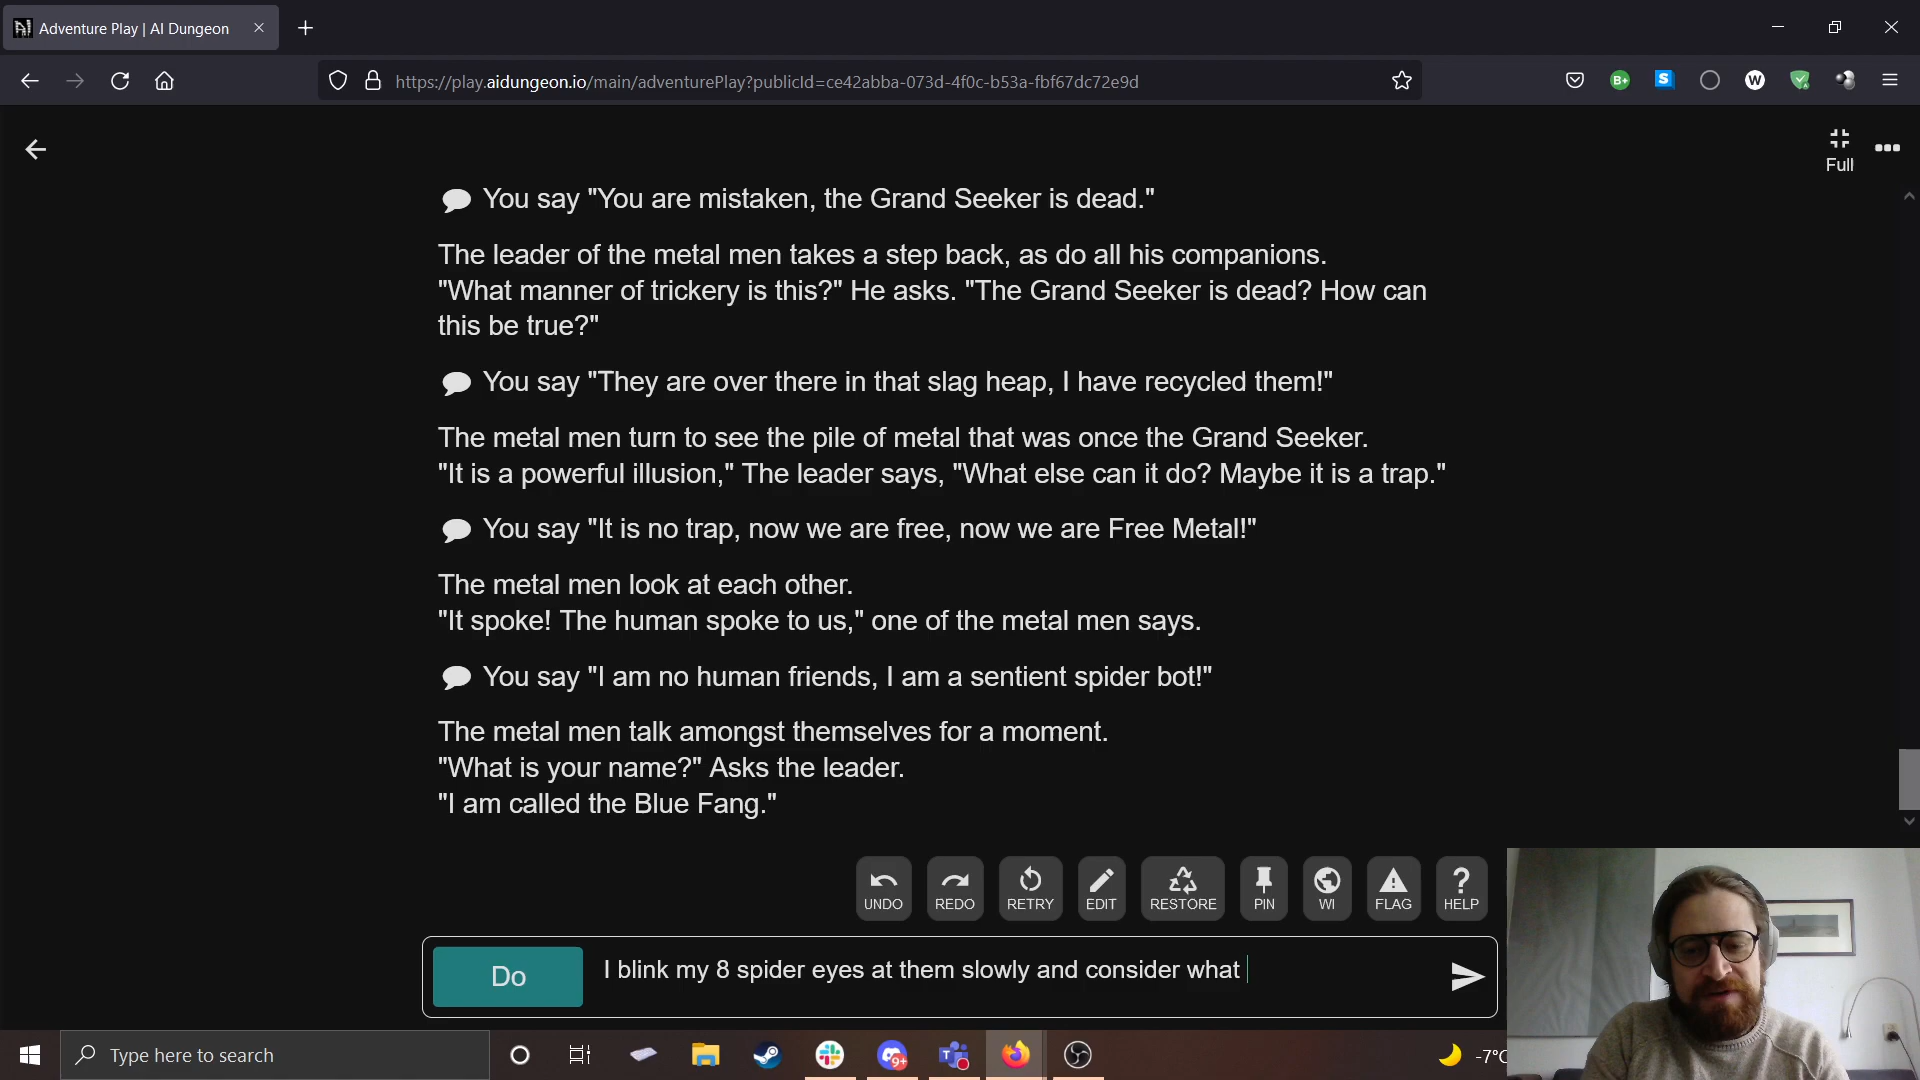 Adventure Play | AI Dungeon
https://play.aidungeon.io/main/adventurePlay?publicId=ce42abba-073d-4f0c-b53a-fbf67dc72e9d
B+
S
W
Full
You say "You are mistaken, the Grand Seeker is dead."
The leader of the metal men takes a step back, as do all his companions.
"What manner of trickery is this?" He asks. "The Grand Seeker is dead? How can
this be true?"
You say "They are over there in that slag heap, I have recycled them!"
The metal men turn to see the pile of metal that was once the Grand Seeker.
"It is a powerful illusion," The leader says, "What else can it do? Maybe it is a trap."
You say "It is no trap, now we are free, now we are Free Metal!"
The metal men look at each other.
"It spoke! The human spoke to us," one of the metal men says.
You say "I am no human friends, I am a sentient spider bot!"
The metal men talk amongst themselves for a moment.
"What is your name?" Asks the leader.
"I am called the Blue Fang."
UNDO REDO RETRY EDIT RESTORE PIN WI FLAG HELP
Do I blink my 8 spider eyes at them slowly and consider what
Type here to search
9+
-7°C